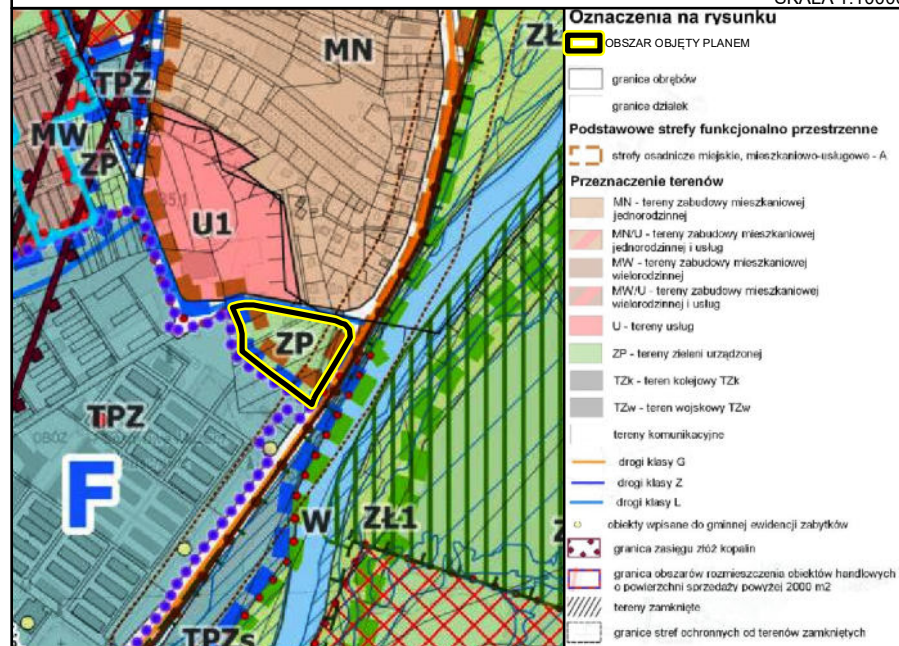 SKALA 1:10000
Oznaczenia na rysunku
OBSZAR OBJĘTY PLANEM
granice obrębów
granice działek
Podstawowe strefy funkcjonalno przestrzenne
strefy osadnicze miejskie, mieszkaniowo-usługowe - A
Przeznaczenie terenów
MN - tereny zabudowy mieszkaniowej
jednorodzinnej
MN/U - tereny zabudowy mieszkaniowej
jednorodzinnej i usług
MW - tereny zabudowy mieszkaniowej
wielorodzinnej
MW/U - tereny zabudowy mieszkaniowej
wielorodzinnej i usług
U - tereny usług
ZP - tereny zieleni urządzonej
TZk - teren kolejowy TZk
TZw - teren wojskowy TZw
tereny komunikacyjne
drogi klasy G
drogi klasy Z
drogi klasy L
obiekty wpisane do gminnej ewidencji zabytków
granica zasięgu złóż kopalin
granica obszarów rozmieszczenia obiektów handlowych
o powierzchni sprzedaży powyżej 2000 m2
tereny zamknięte
granice stref ochronnych od terenów zamkniętych
MN
ZŁ
TPZ
MW
ZP
U1
ZP
TPZ
OBÓZ
F
W
ZŁ1
TPZs